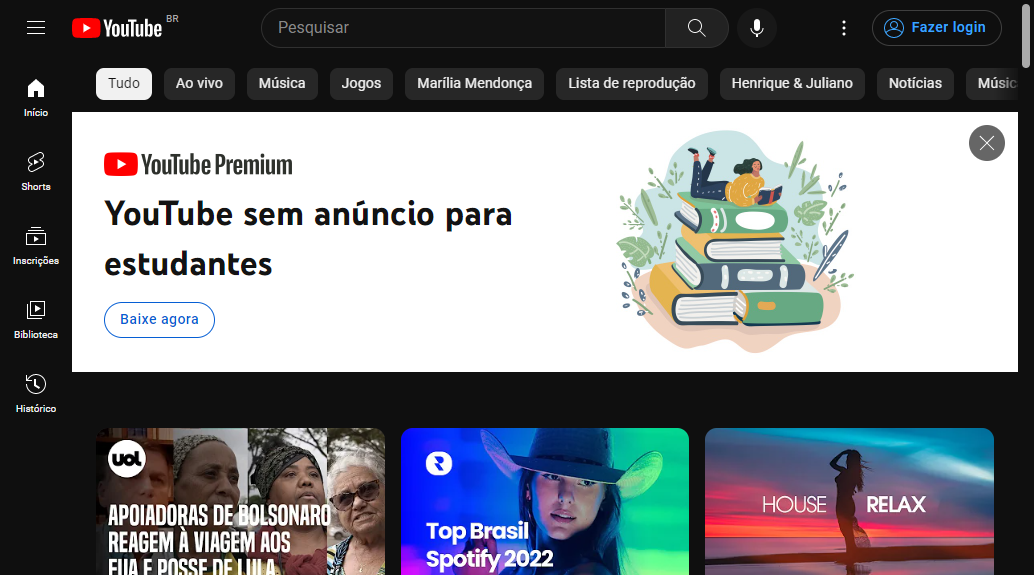 YouTube BR
Pesquisar
Fazer login
Tudo
Ao vivo
Música
Jogos
Marília Mendonça
Lista de reprodução
Henrique & Juliano
Notícias
Início
Shorts
Inscrições
Biblioteca
Histórico
YouTube Premium
YouTube sem anúncio para
estudantes
Baixe agora
uol
APOIADORAS DE BOLSONARO
REAGEM À VIAGEM AOS
EUA E POSSE DE LULA
R
Top Brasil
Spotify 2022
HOUSE RELAX